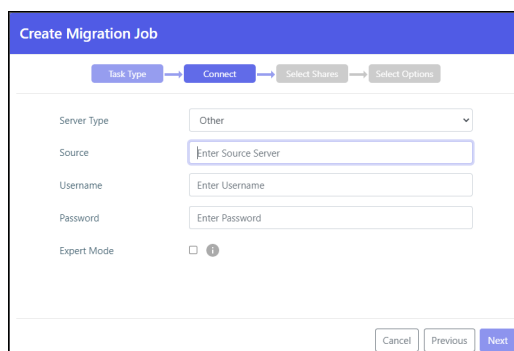 Create Migration Job
Task Type Connect Select Shares Select Options
Server Type Other
Source Enter Source Server
Username Enter Username
Password Enter Password
Expert Mode i
Cancel Previous Next